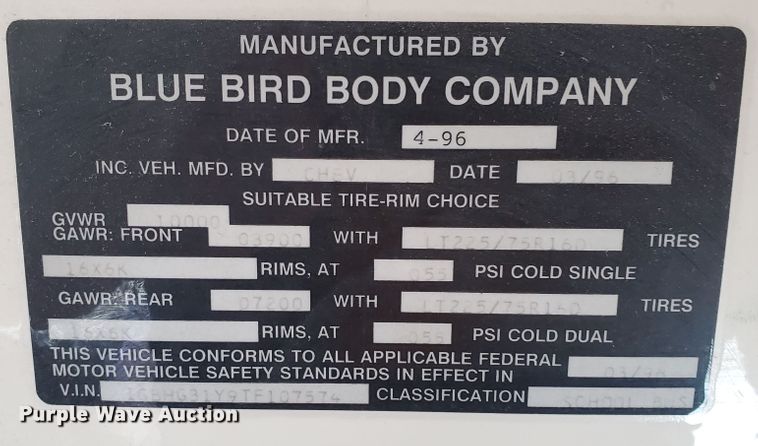 MANUFACTURED BY
BLUE BIRD BODY COMPANY
DATE OF MFR. 4-96
INC. VEH. MFD. BY CHEV DATE 03/96
SUITABLE TIRE-RIM CHOICE
GVWR 10000
GAWR: FRONT 03900 WITH LT225/75R16D TIRES
16X6K RIMS, AT 055 PSI COLD SINGLE
GAWR: REAR 07200 WITH LT225/75R16D TIRES
16X6K RIMS, AT 055 PSI COLD DUAL
THIS VEHICLE CONFORMS TO ALL APPLICABLE FEDERAL
MOTOR VEHICLE SAFETY STANDARDS IN EFFECT IN 03/96
V.I.N. 1GBHG31Y9TF107574 CLASSIFICATION SCHOOL BUS
Purple Wave Auction